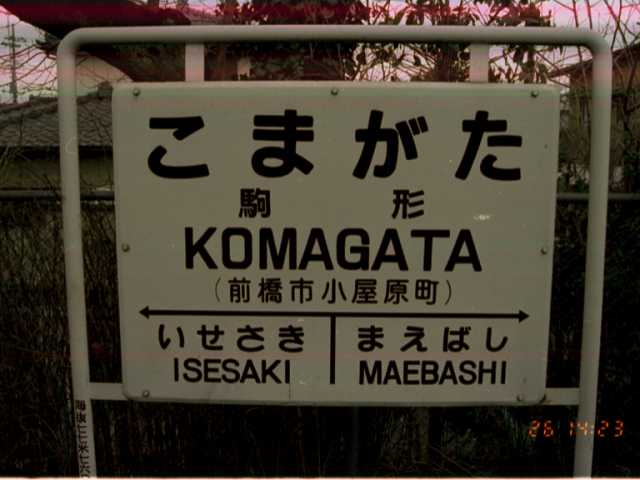 こまがた
駒形
KOMAGATA
(前橋市小屋原町)
いせさき まえばし
ISESAKI MAEBASHI
26 14:23